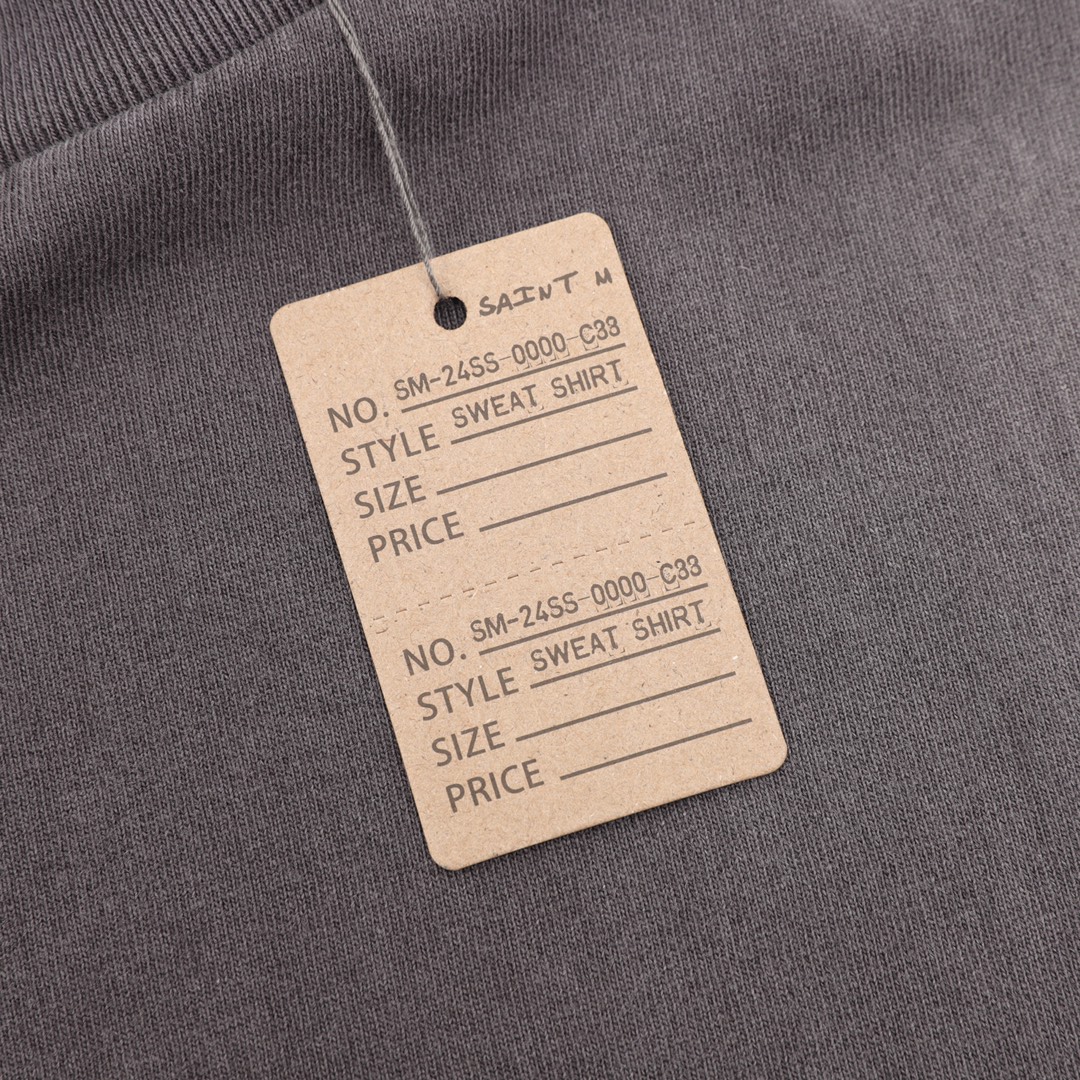 SAINT M
NO. SM-24SS-0000-C33
STYLE SWEAT SHIRT
SIZE
PRICE
NO. SM-24SS-0000-C33
STYLE SWEAT SHIRT
SIZE
PRICE